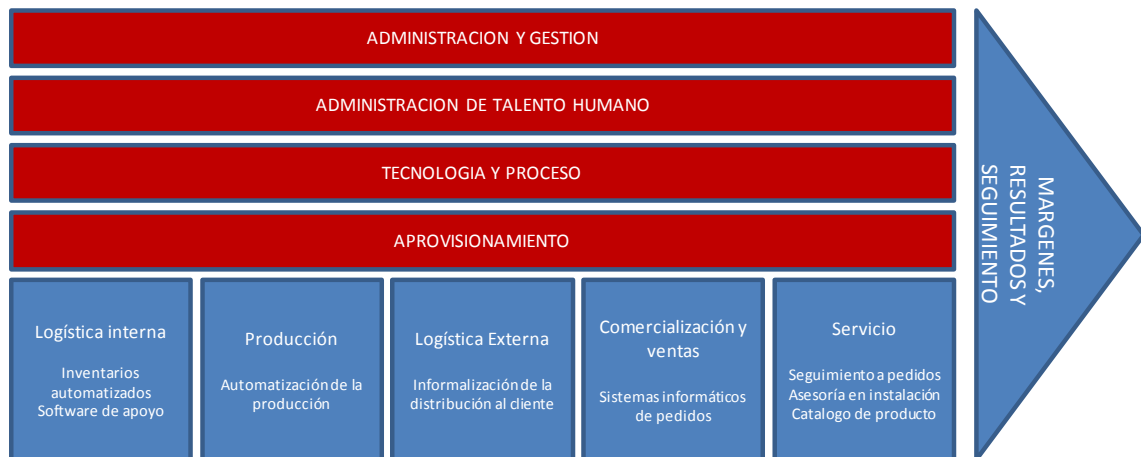 ADMINISTRACION Y GESTION
ADMINISTRACION DE TALENTO HUMANO
TECNOLOGIA Y PROCESO
APROVISIONAMIENTO
Logística interna
Inventarios
automatizados
Software de apoyo
Producción
Automatización de la
producción
Logística Externa
Informalización de la
distribución al cliente
Comercialización y
ventas
Sistemas informáticos
de pedidos
Servicio
Seguimiento a pedidos
Asesoría en instalación
Catalogo de producto
MARGENES,
RESULTADOS Y
SEGUIMIENTO